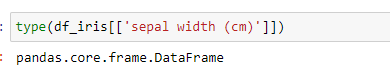 : type(df_iris[['sepal width (cm)']])
: pandas.core.frame.DataFrame